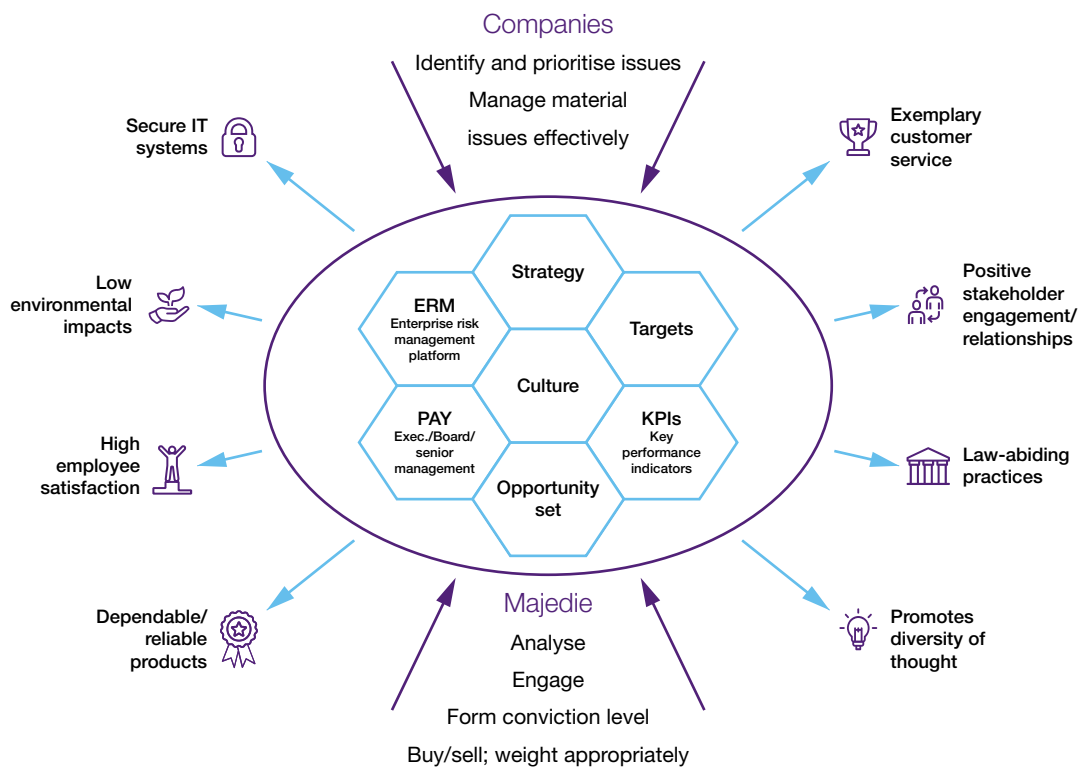 Companies
Identify and prioritise issues
Manage material
issues effectively
Secure IT
systems
Exemplary
customer
service
Low
environmental
impacts
Positive
stakeholder
engagement/
relationships
Strategy
ERM
Enterprise risk
management
platform
Targets
Culture
PAY
Exec./Board/
senior
management
KPIs
Key
performance
indicators
Opportunity
set
High
employee
satisfaction
Law-abiding
practices
Dependable/
reliable
products
Promotes
diversity of
thought
Majedie
Analyse
Engage
Form conviction level
Buy/sell; weight appropriately